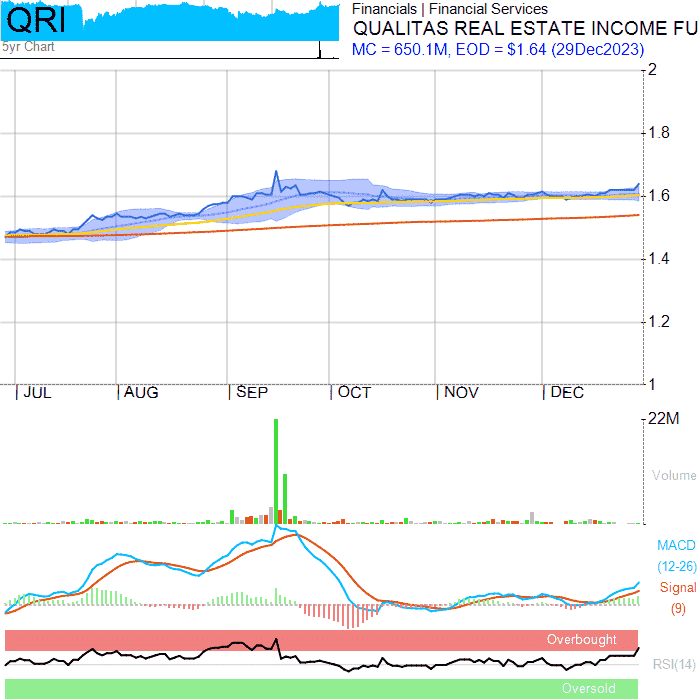 QRI
Financials | Financial Services
QUALITAS REAL ESTATE INCOME FU
5yr Chart
MC = 650.1M, EOD = $1.64 (29Dec2023)
2
1.8
1.6
1.4
1.2
1
JUL AUG SEP OCT NOV DEC
22M
Volume
MACD
(12-26)
Signal
(9)
Overbought
RSI(14)
Oversold